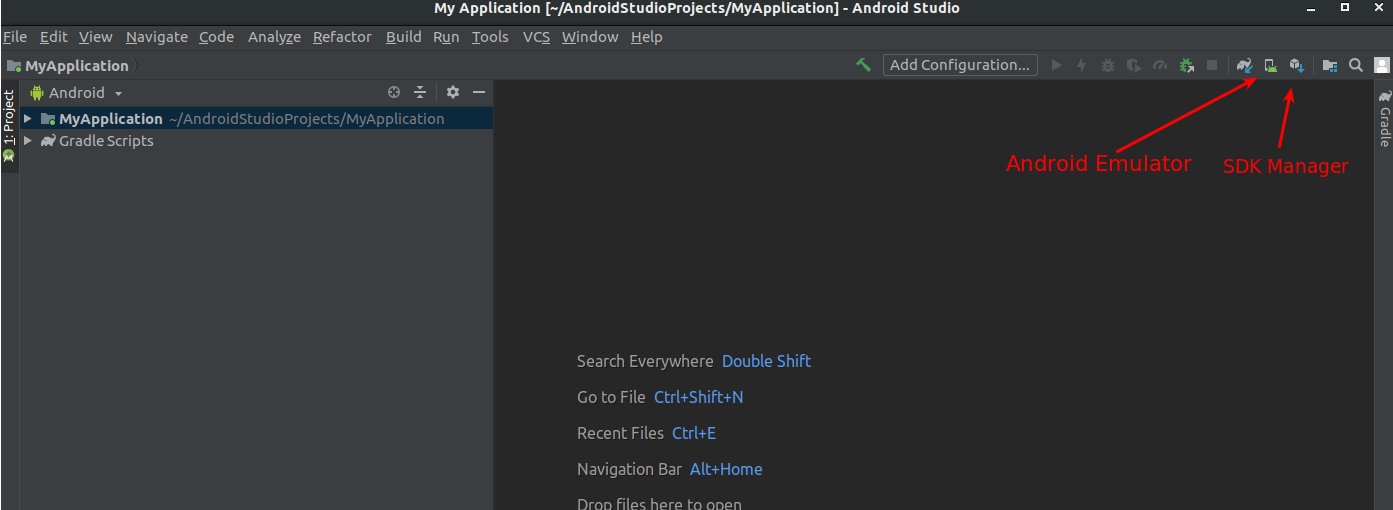 My Application [~/AndroidStudioProjects/MyApplication] - Android Studio
File Edit View Navigate Code Analyze Refactor Build Run Tools VCS Window Help
MyApplication Add Configuration...
1: Project
Android
MyApplication ~/AndroidStudioProjects/MyApplication
Gradle Scripts
Android Emulator SDK Manager
Gradle
Search Everywhere Double Shift
Go to File Ctrl+Shift+N
Recent Files Ctrl+E
Navigation Bar Alt+Home
Drop files here to open